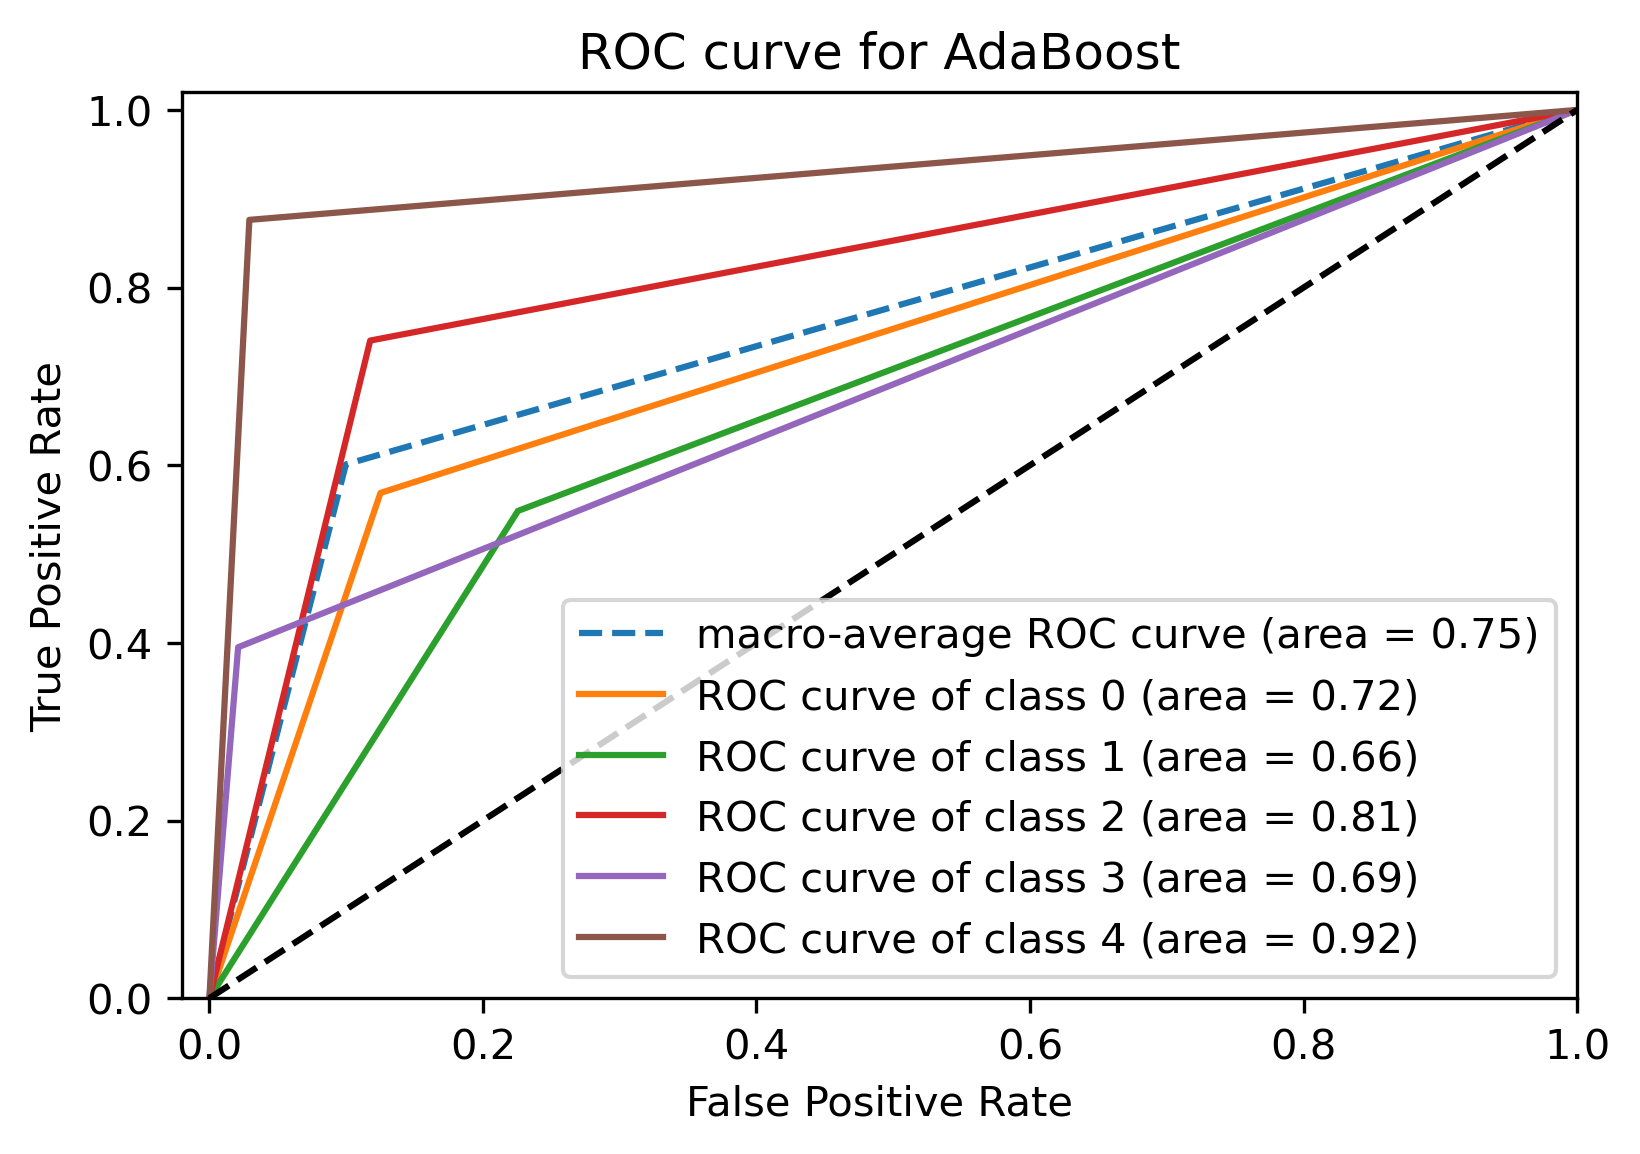 ROC curve for AdaBoost
1.0
0.8
0.6
0.4
0.2
0.0
True Positive Rate
macro-average ROC curve (area = 0.75)
ROC curve of class 0 (area = 0.72)
ROC curve of class 1 (area = 0.66)
ROC curve of class 2 (area = 0.81)
ROC curve of class 3 (area = 0.69)
ROC curve of class 4 (area = 0.92)
0.0 0.2 0.4 0.6 0.8 1.0
False Positive Rate